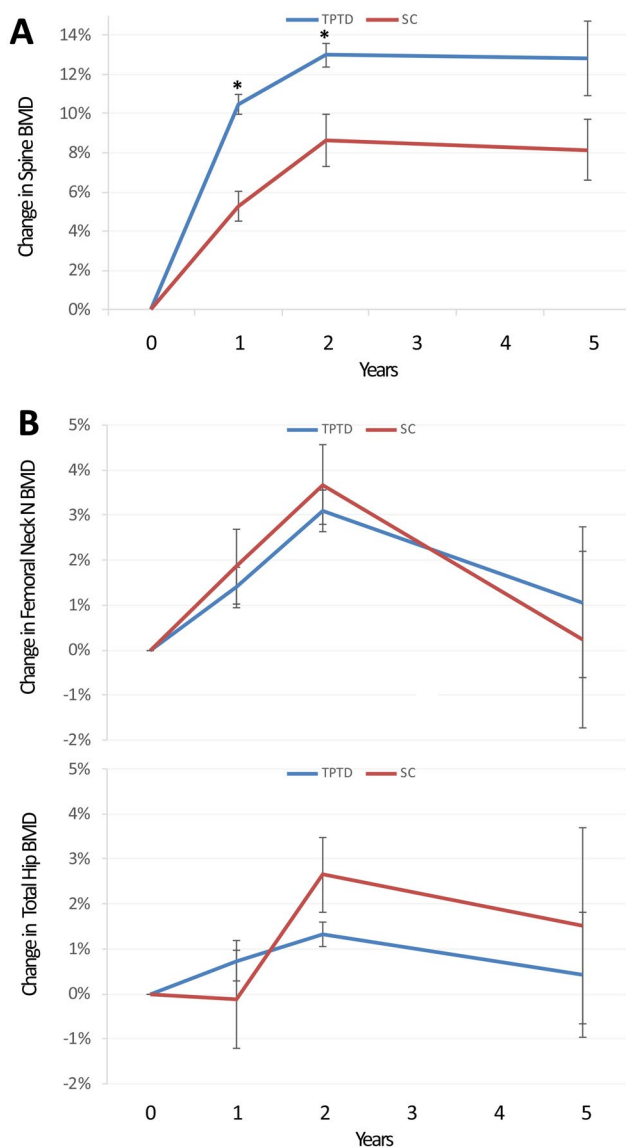 A
TPTD SC
14%
12%
10%
8%
6%
4%
2%
0%
Change in Spine BMD
*
*
0 1 2 3 4 5
Years
B
TPTD SC
5%
4%
3%
2%
1%
0%
-1%
-2%
Change in Femoral Neck N BMD
TPTD SC
5%
4%
3%
2%
1%
0%
-1%
-2%
Change in Total Hip BMD
0 1 2 3 4 5
Years